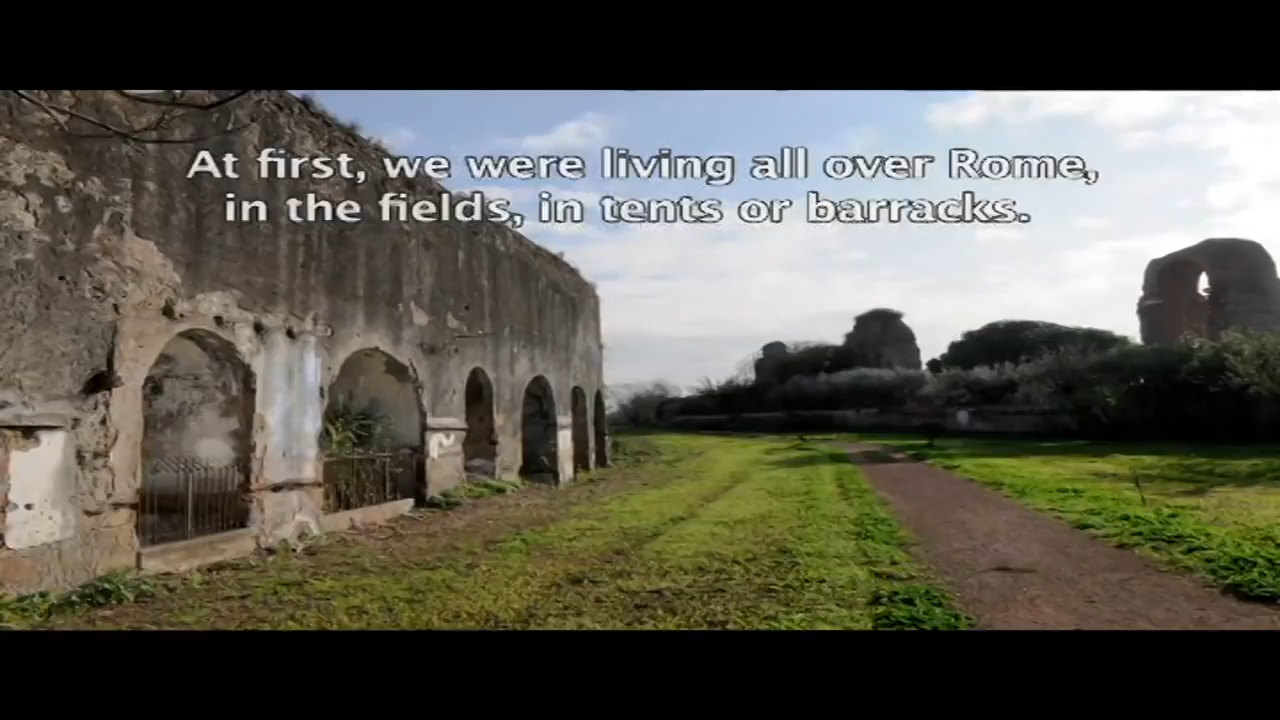 At first, we were living all over Rome,
in the fields, in tents or barracks.